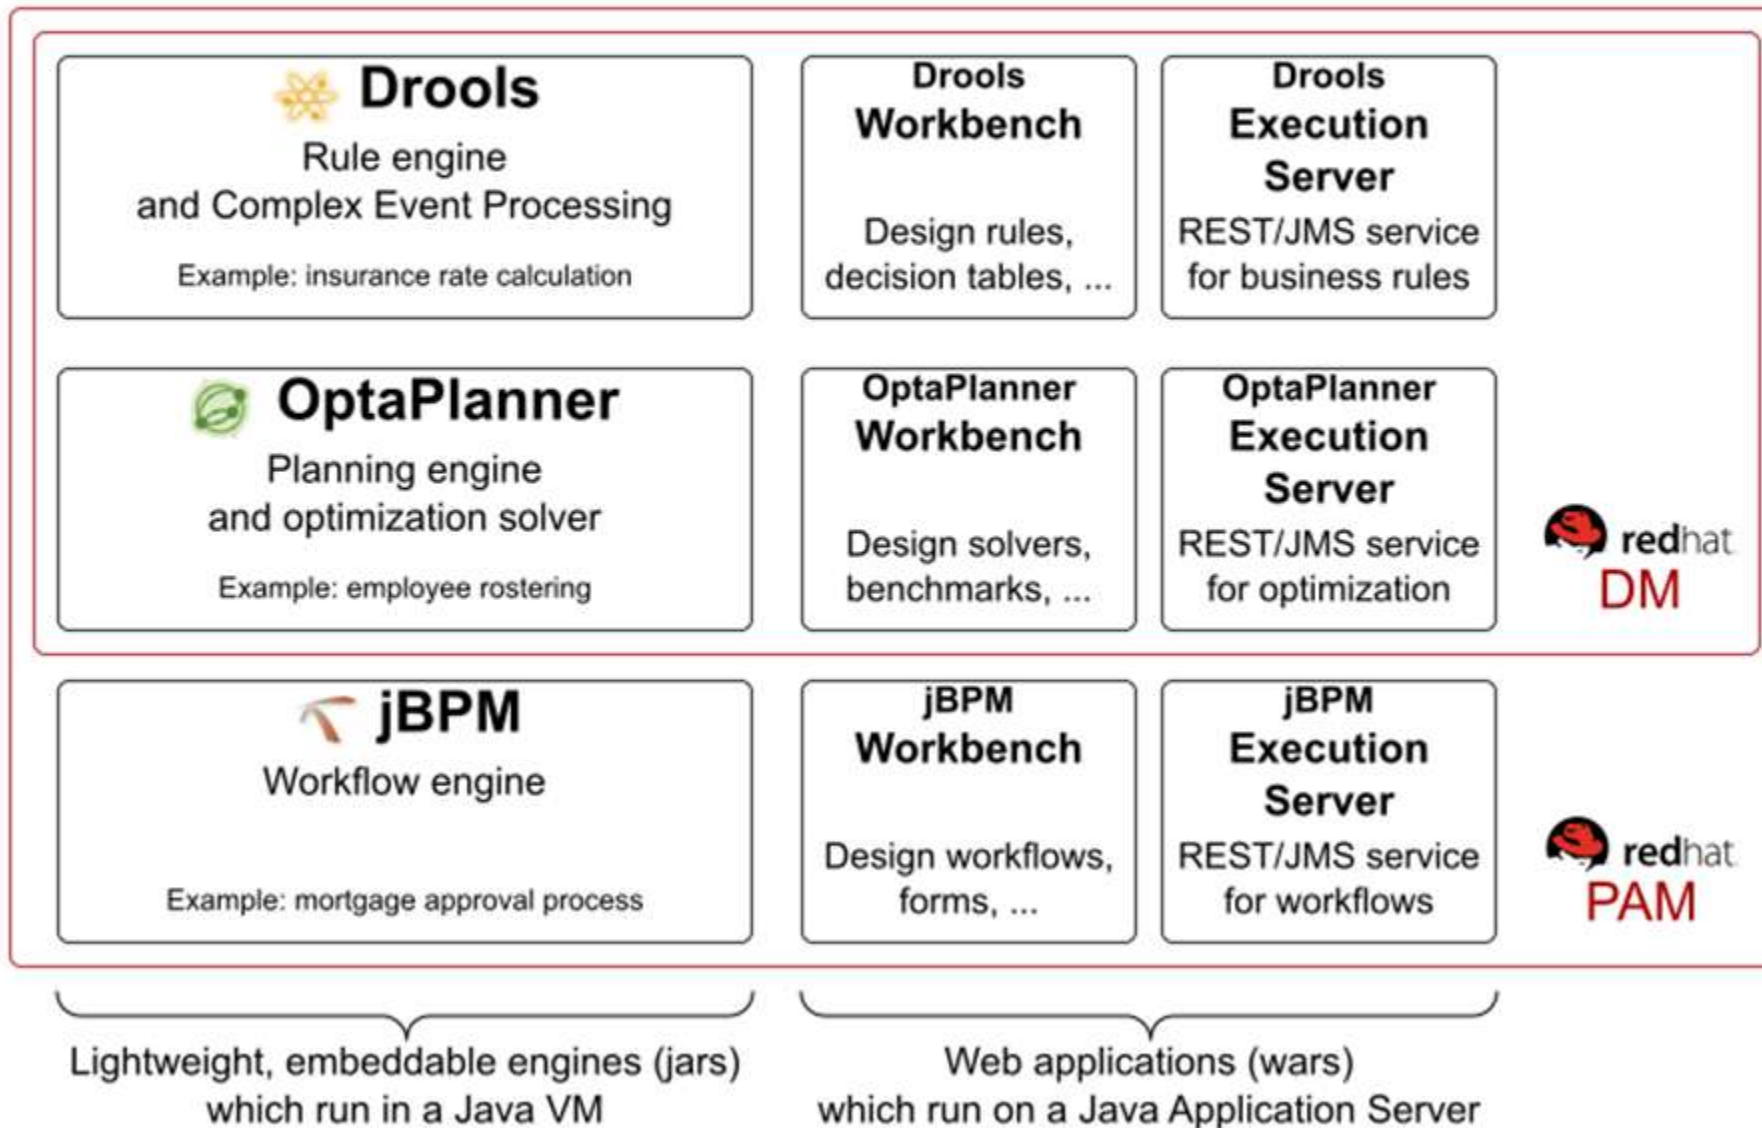 Drools
Rule engine
and Complex Event Processing
Example: insurance rate calculation
Drools
Workbench
Design rules,
decision tables, ...
Drools
Execution
Server
REST/JMS service
for business rules
OptaPlanner
Planning engine
and optimization solver
Example: employee rostering
OptaPlanner
Workbench
Design solvers,
benchmarks, ...
OptaPlanner
Execution
Server
REST/JMS service
for optimization
redhat
DM
jBPM
Workflow engine
Example: mortgage approval process
jBPM
Workbench
Design workflows,
forms, ...
jBPM
Execution
Server
REST/JMS service
for workflows
redhat
PAM
Lightweight, embeddable engines (jars)
which run in a Java VM
Web applications (wars)
which run on a Java Application Server